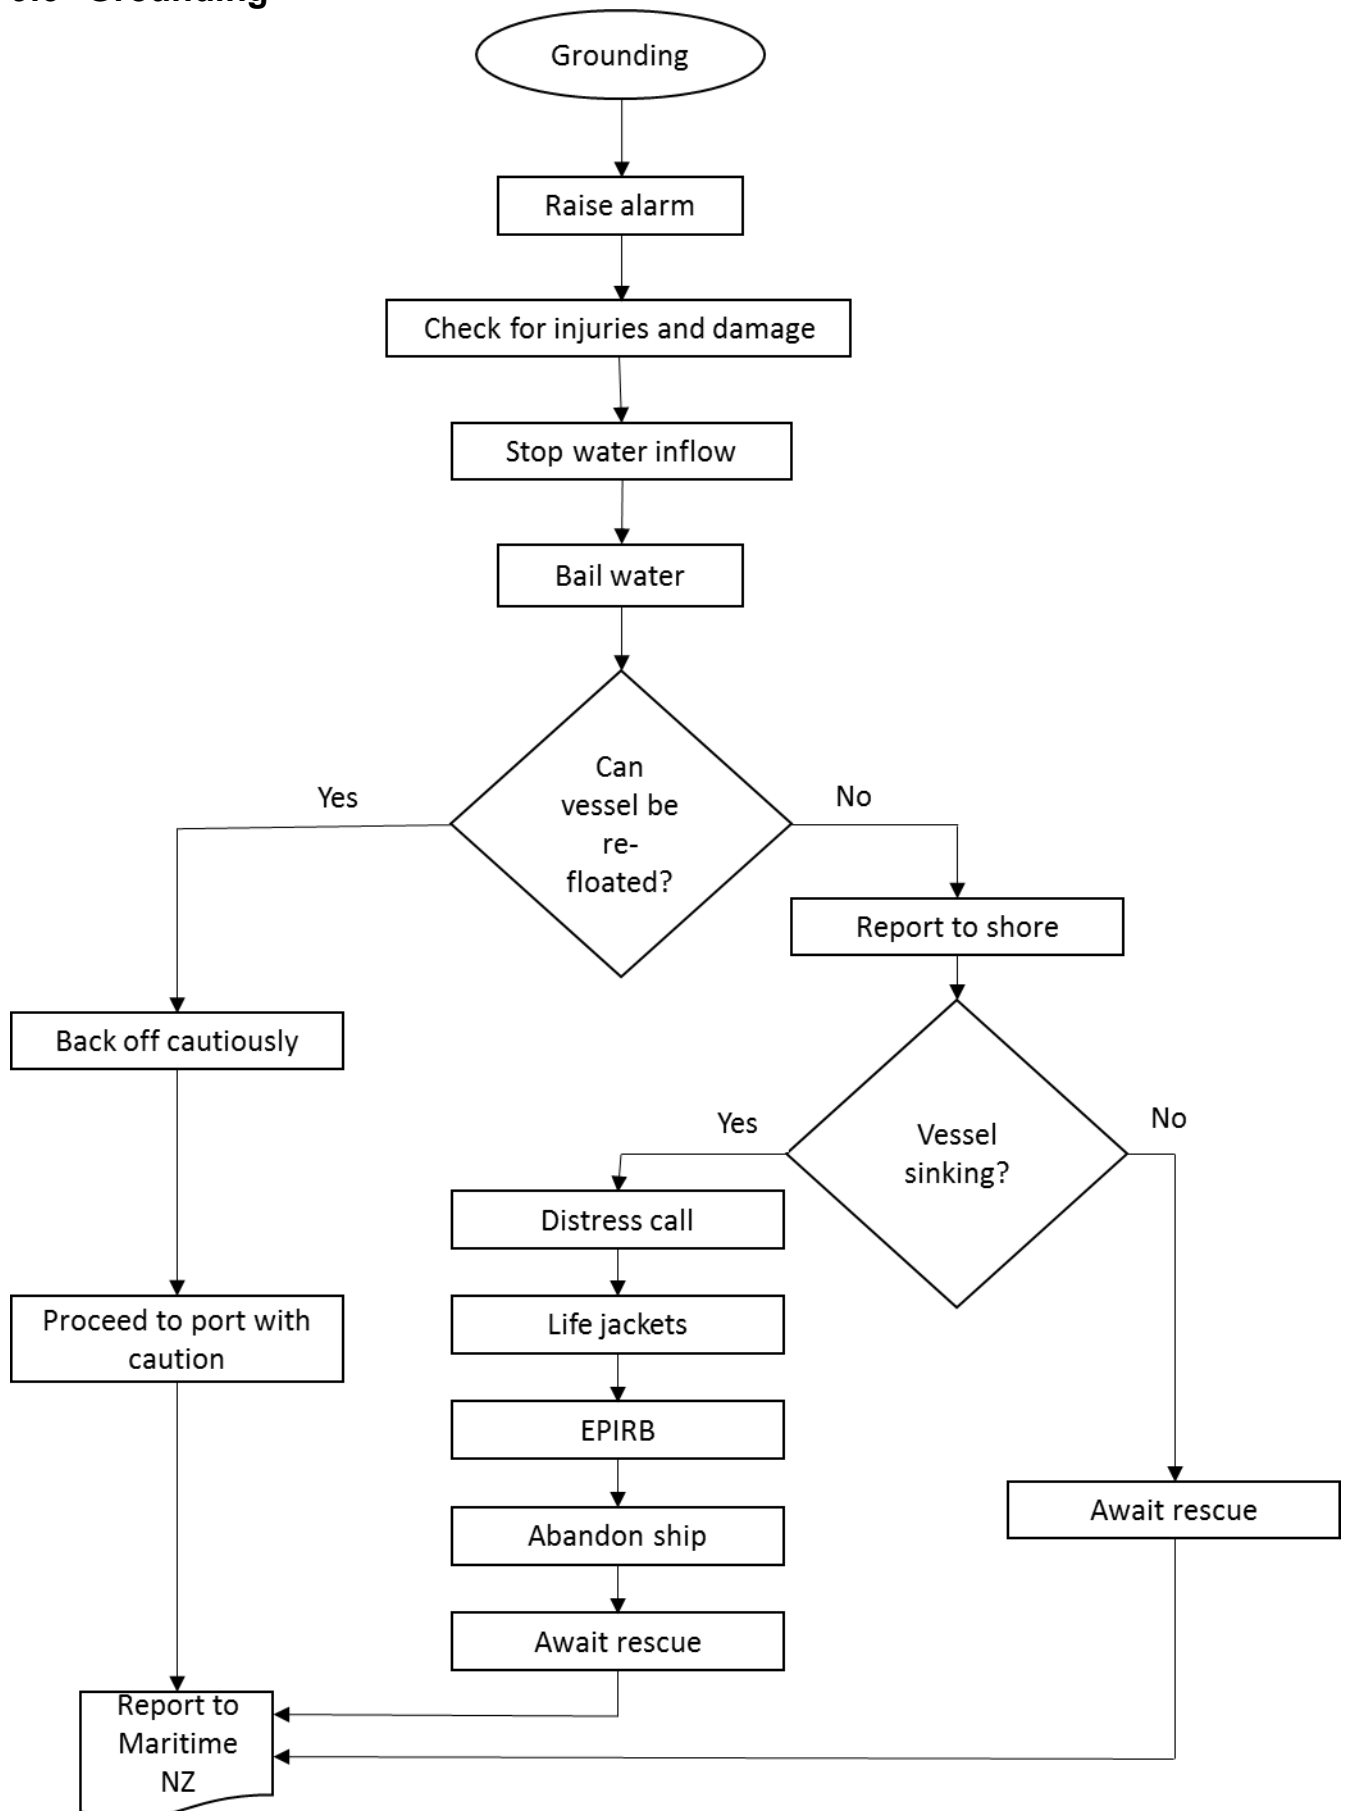 Grounding
Grounding
Raise alarm
Check for injuries and damage
Stop water inflow
Bail water
Can
vessel be
re-
floated?
Yes
No
Report to shore
Back off cautiously
Vessel
sinking?
Yes
No
Distress call
Proceed to port with
caution
Life jackets
EPIRB
Await rescue
Abandon ship
Await rescue
Report to
Maritime
NZ